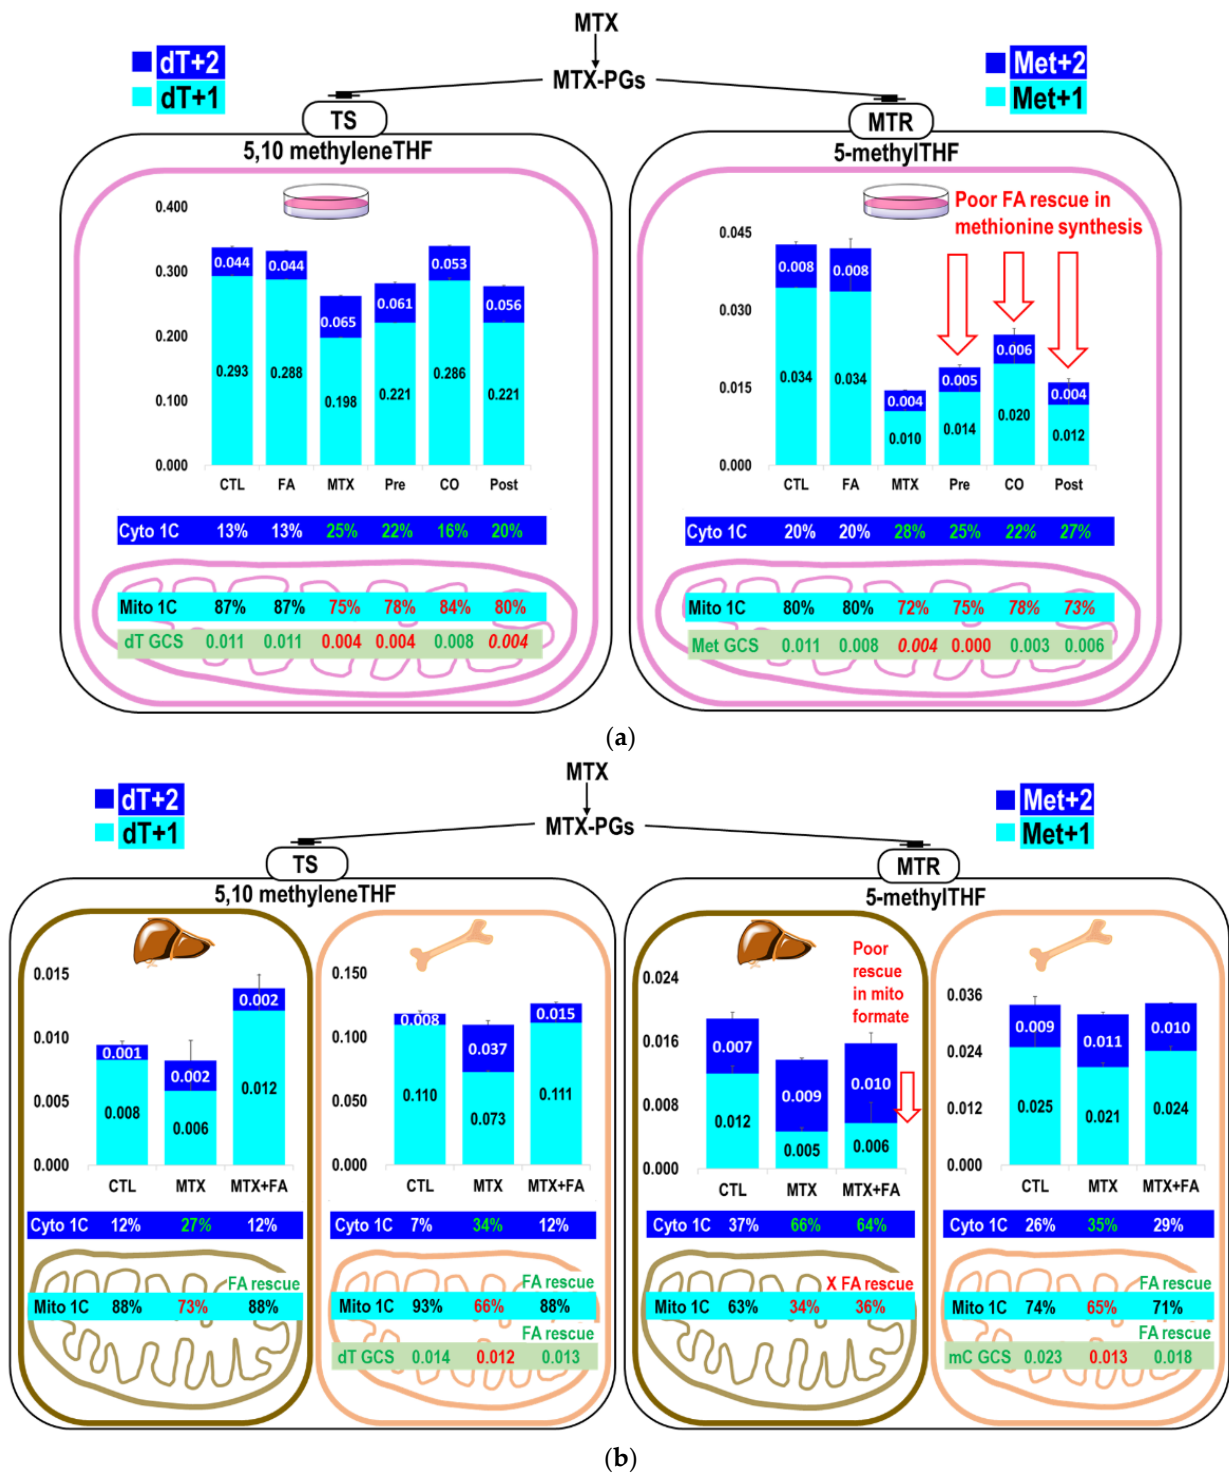 MTX
dT+2
dT+1
MTX-PGs
Met+2
Met+1
TS
MTR
5,10 methyleneTHF
5-methylTHF
0.400
0.300
0.200
0.100
0.000
0.044
0.044
0.065
0.061
0.053
0.056
0.293
0.288
0.198
0.221
0.286
0.221
CTL FA MTX Pre CO Post
Cyto 1C 13% 13% 25% 22% 16% 20%
Mito 1C 87% 87% 75% 78% 84% 80%
dT GCS 0.011 0.011 0.004 0.004 0.008 0.004
Poor FA rescue in
methionine synthesis
0.045
0.030
0.015
0.000
0.008
0.008
0.004
0.005
0.006
0.004
0.034
0.034
0.010
0.014
0.020
0.012
CTL FA MTX Pre CO Post
Cyto 1C 20% 20% 28% 25% 22% 27%
Mito 1C 80% 80% 72% 75% 78% 73%
Met GCS 0.011 0.008 0.004 0.000 0.003 0.006
(a)
MTX
dT+2
dT+1
MTX-PGs
Met+2
Met+1
TS
MTR
5,10 methyleneTHF
5-methylTHF
0.015
0.010
0.005
0.000
0.001
0.002
0.002
0.008
0.006
0.012
CTL MTX MTX+FA
Cyto 1C 12% 27% 12%
FA rescue
Mito 1C 88% 73% 88%
0.150
0.100
0.050
0.000
0.008
0.037
0.015
0.110
0.073
0.111
CTL MTX MTX+FA
Cyto 1C 7% 34% 12%
FA rescue
Mito 1C 93% 66% 88%
FA rescue
dT GCS 0.014 0.012 0.013
Poor
rescue
in mito
formate
0.024
0.016
0.008
0.000
0.007
0.009
0.010
0.012
0.005
0.006
CTL MTX MTX+FA
Cyto 1C 37% 66% 64%
X FA rescue
Mito 1C 63% 34% 36%
0.036
0.024
0.012
0.000
0.009
0.011
0.010
0.025
0.021
0.024
CTL MTX MTX+FA
Cyto 1C 26% 35% 29%
FA rescue
Mito 1C 74% 65% 71%
FA rescue
mC GCS 0.023 0.013 0.018
(b)